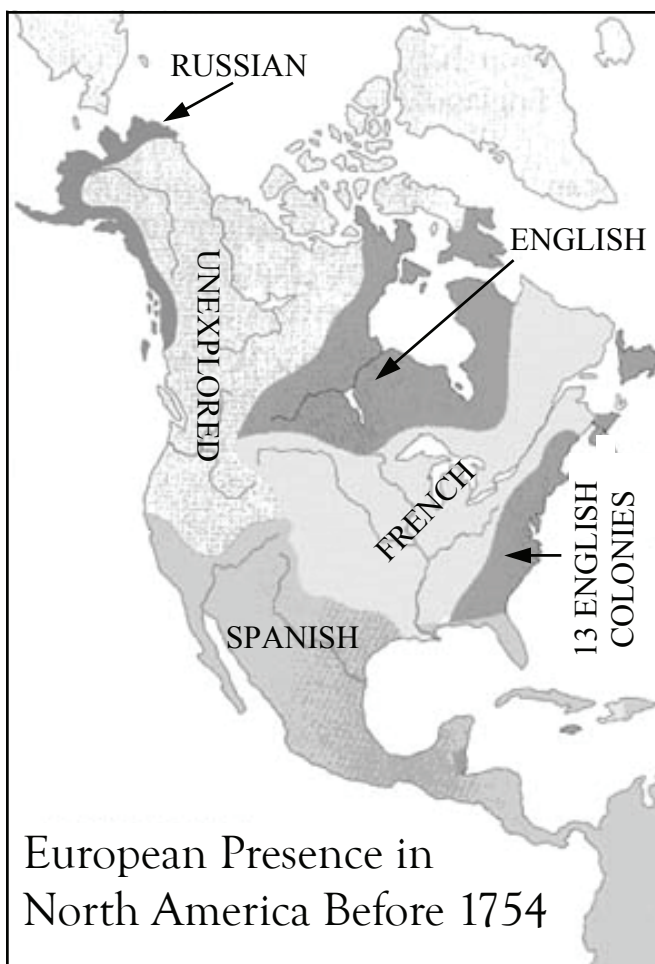 RUSSIAN
ENGLISH
UNEXPLORED
FRENCH
13 ENGLISH
COLONIES
SPANISH
European Presence in
North America Before 1754